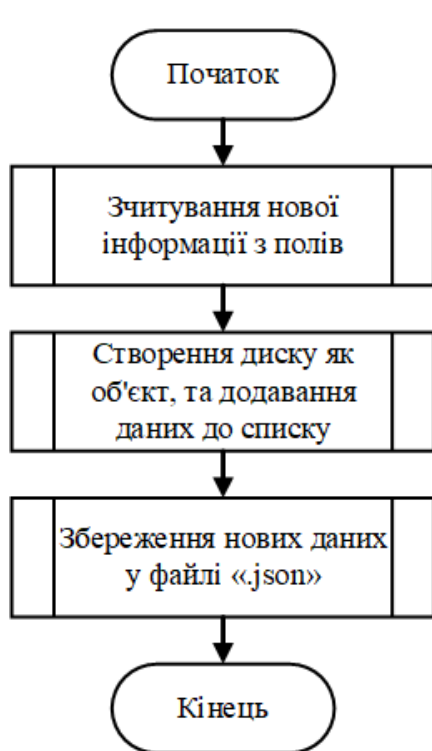 Початок
Зчитування нової
інформації з полів
Створення диску як
об'єкт, та додавання
даних до списку
Збереження нових даних
у файлі «.json»
Кінець